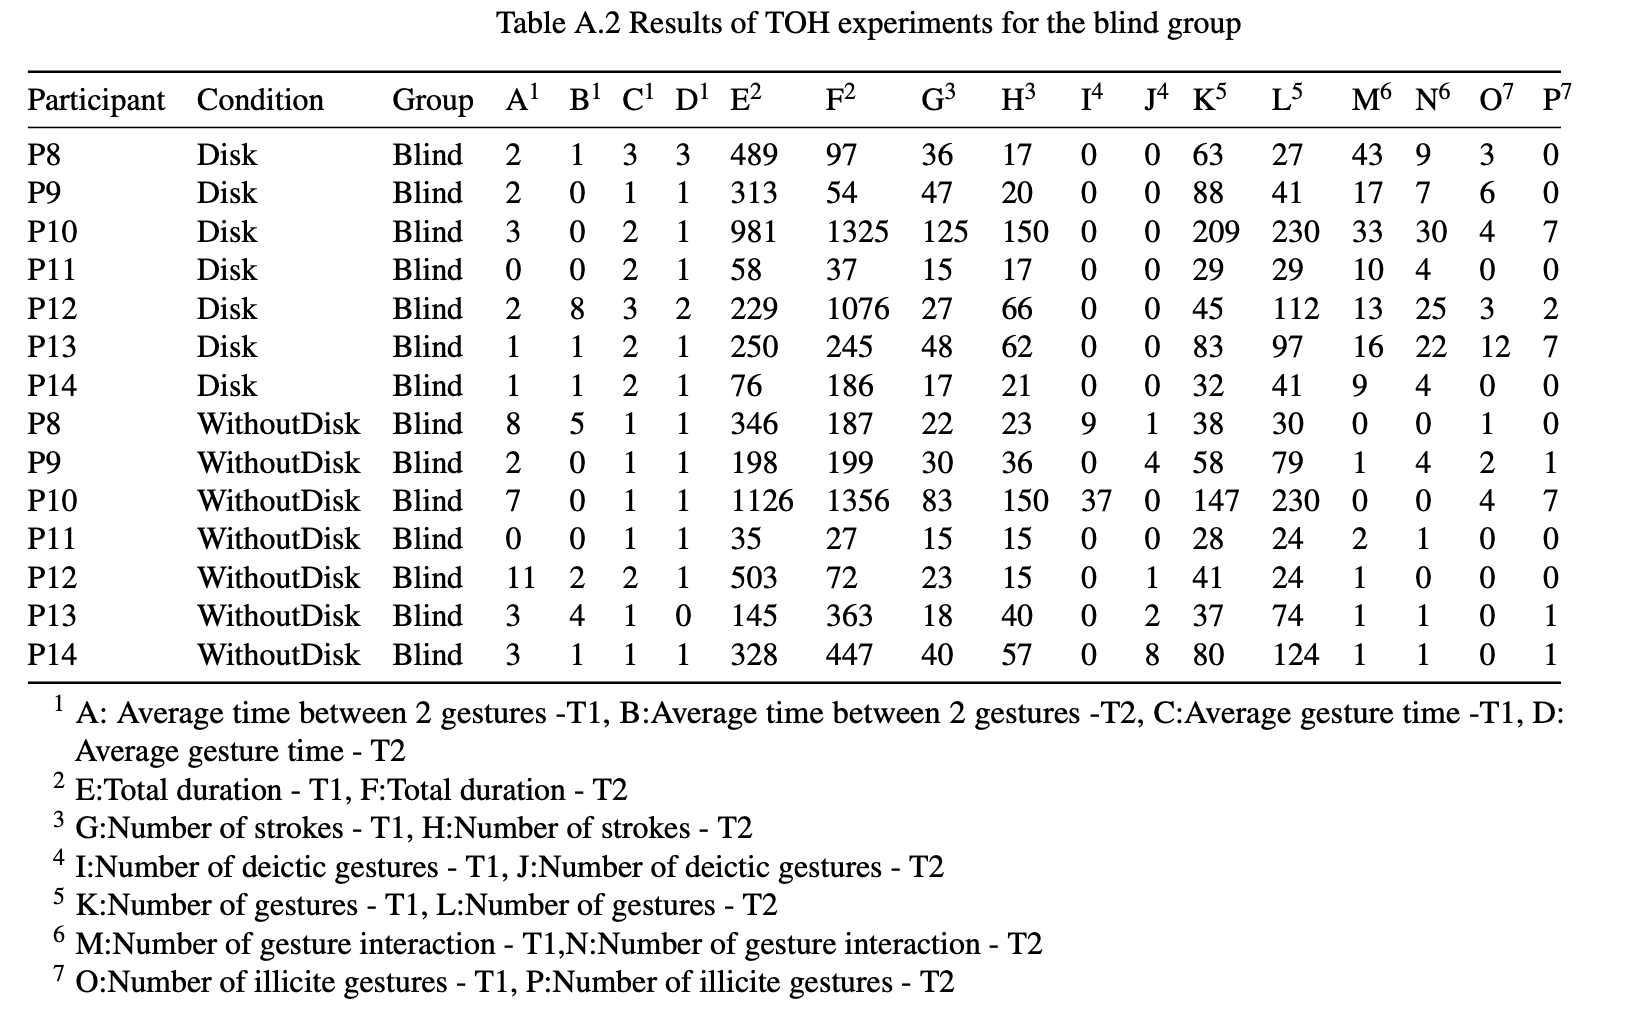 Table A.2 Results of TOH experiments for the blind group
Participant Condition Group A¹ B¹ C¹ D¹ E² F² G³ H³ I⁴ J⁴ K⁵ L⁵ M⁶ N⁶ O⁷ P⁷
P8 Disk Blind 2 1 3 3 489 97 36 17 0 0 63 27 43 9 3 0
P9 Disk Blind 2 0 1 1 313 54 47 20 0 0 88 41 17 7 6 0
P10 Disk Blind 3 0 2 1 981 1325 125 150 0 0 209 230 33 30 4 7
P11 Disk Blind 0 0 2 1 58 37 15 17 0 0 29 29 10 4 0 0
P12 Disk Blind 2 8 3 2 229 1076 27 66 0 0 45 112 13 25 3 2
P13 Disk Blind 1 1 2 1 250 245 48 62 0 0 83 97 16 22 12 7
P14 Disk Blind 1 1 2 1 76 186 17 21 0 0 32 41 9 4 0 0
P8 WithoutDisk Blind 8 5 1 1 346 187 22 23 9 1 38 30 0 0 1 0
P9 WithoutDisk Blind 2 0 1 1 198 199 30 36 0 4 58 79 1 4 2 1
P10 WithoutDisk Blind 7 0 1 1 1126 1356 83 150 37 0 147 230 0 0 4 7
P11 WithoutDisk Blind 0 0 1 1 35 27 15 15 0 0 28 24 2 1 0 0
P12 WithoutDisk Blind 11 2 2 1 503 72 23 15 0 1 41 24 1 0 0 0
P13 WithoutDisk Blind 3 4 1 0 145 363 18 40 0 2 37 74 1 1 0 1
P14 WithoutDisk Blind 3 1 1 1 328 447 40 57 0 8 80 124 1 1 0 1
¹ A: Average time between 2 gestures -T1, B:Average time between 2 gestures -T2, C:Average gesture time -T1, D:
Average gesture time - T2
² E:Total duration - T1, F:Total duration - T2
³ G:Number of strokes - T1, H:Number of strokes - T2
⁴ I:Number of deictic gestures - T1, J:Number of deictic gestures - T2
⁵ K:Number of gestures - T1, L:Number of gestures - T2
⁶ M:Number of gesture interaction - T1,N:Number of gesture interaction - T2
⁷ O:Number of illicite gestures - T1, P:Number of illicite gestures - T2